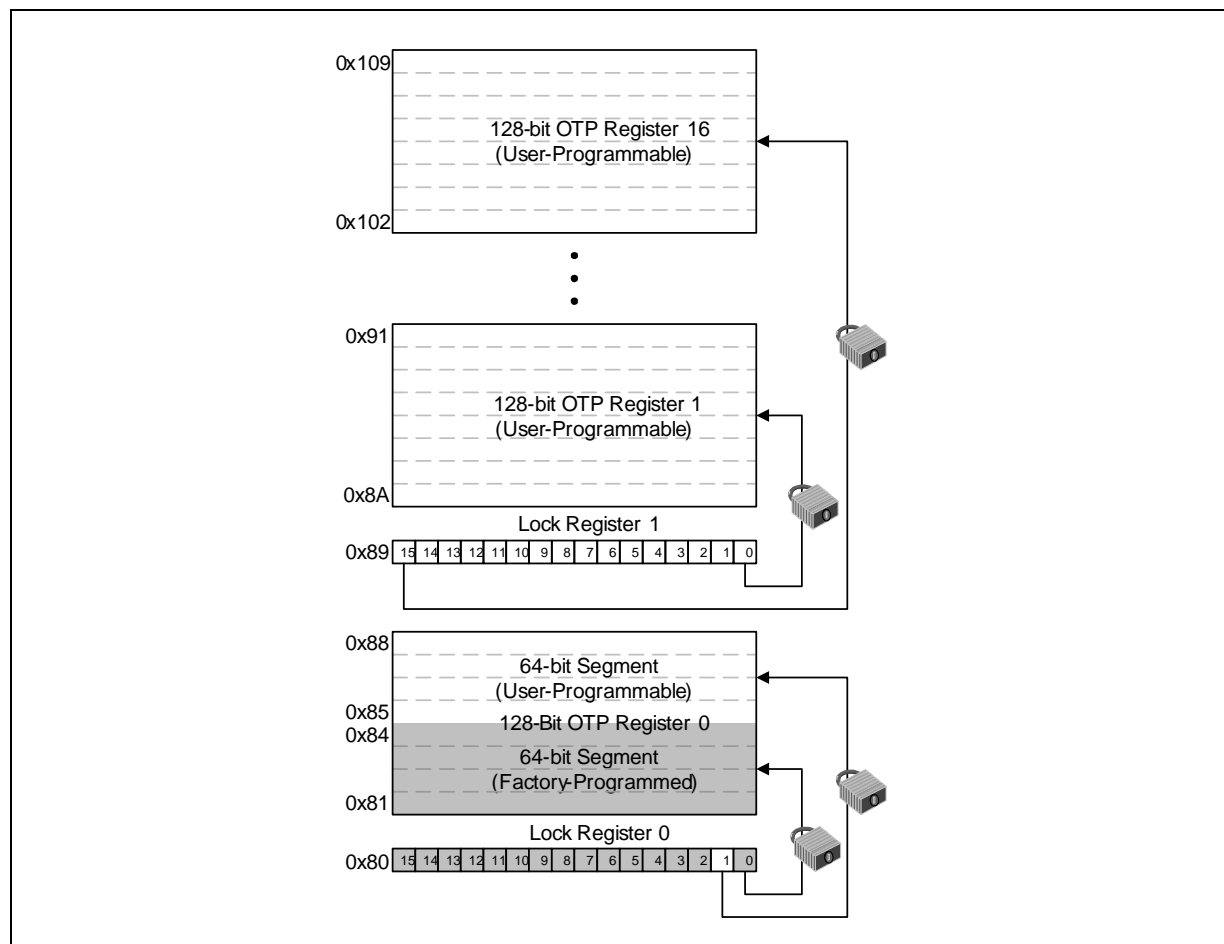 0x109
128-bit OTP Register 16
(User-Programmable)
0x102
0x91
128-bit OTP Register 1
(User-Programmable)
0x8A
Lock Register 1
0x89 15 14 13 12 11 10 9 8 7 6 5 4 3 2 1 0
0x88
64-bit Segment
(User-Programmable)
0x85
128-Bit OTP Register 0
0x84
64-bit Segment
(Factory-Programmed)
0x81
Lock Register 0
0x80 15 14 13 12 11 10 9 8 7 6 5 4 3 2 1 0